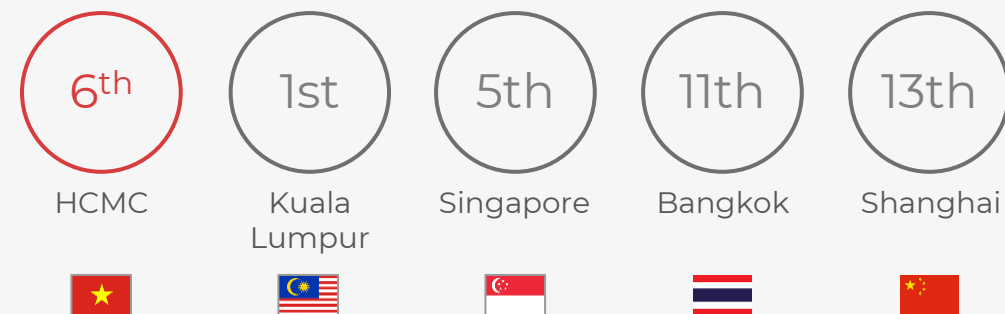 6th
1st
5th
11th
13th
HCMC
Kuala
Lumpur
Singapore
Bangkok
Shanghai